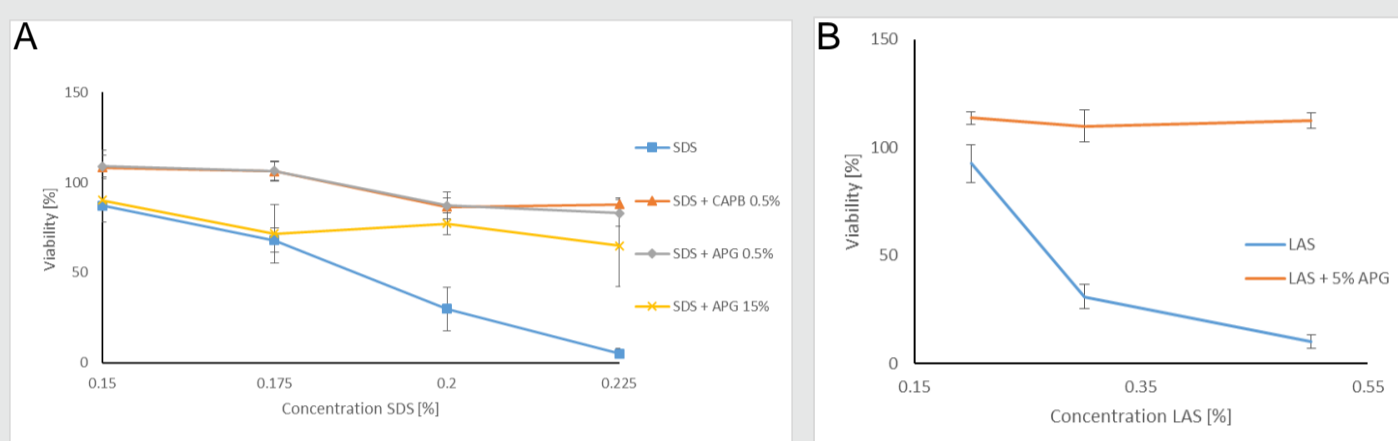 A
150
100
50
0
Viability [%]
0.15 0.175 0.2 0.225
Concentration SDS [%]
SDS
SDS + CAPB 0.5%
SDS + APG 0.5%
SDS + APG 15%
B
150
100
50
0
Viability [%]
0.15 0.35 0.55
Concentration LAS [%]
LAS
LAS + 5% APG